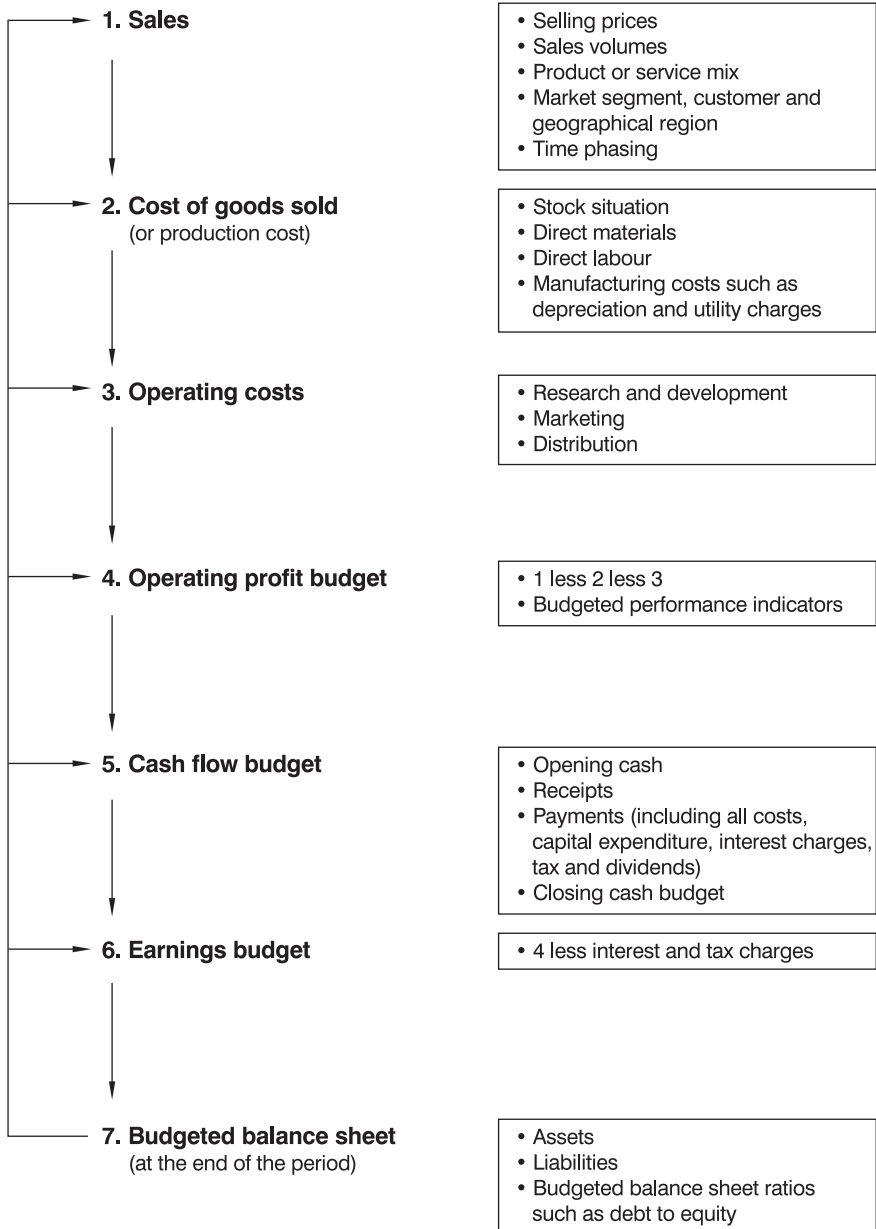 1. Sales
• Selling prices
• Sales volumes
• Product or service mix
• Market segment, customer and
geographical region
• Time phasing
2. Cost of goods sold
(or production cost)
• Stock situation
• Direct materials
• Direct labour
• Manufacturing costs such as
depreciation and utility charges
3. Operating costs
• Research and development
• Marketing
• Distribution
4. Operating profit budget
• 1 less 2 less 3
• Budgeted performance indicators
5. Cash flow budget
• Opening cash
• Receipts
• Payments (including all costs,
capital expenditure, interest charges,
tax and dividends)
• Closing cash budget
6. Earnings budget
• 4 less interest and tax charges
7. Budgeted balance sheet
(at the end of the period)
• Assets
• Liabilities
• Budgeted balance sheet ratios
such as debt to equity